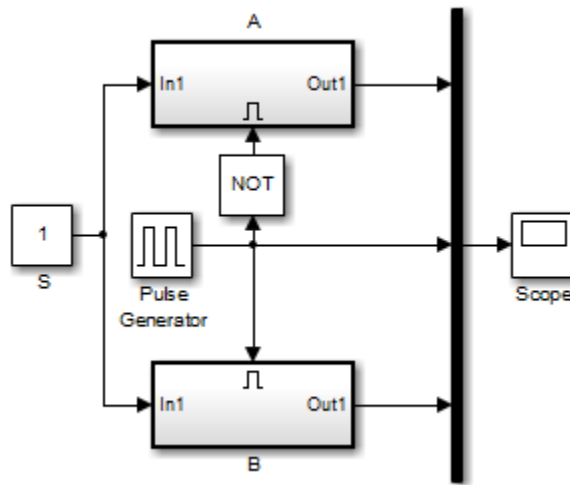 A
In1
Out1
NOT
1
S
Pulse
Generator
Scope
In1
Out1
B